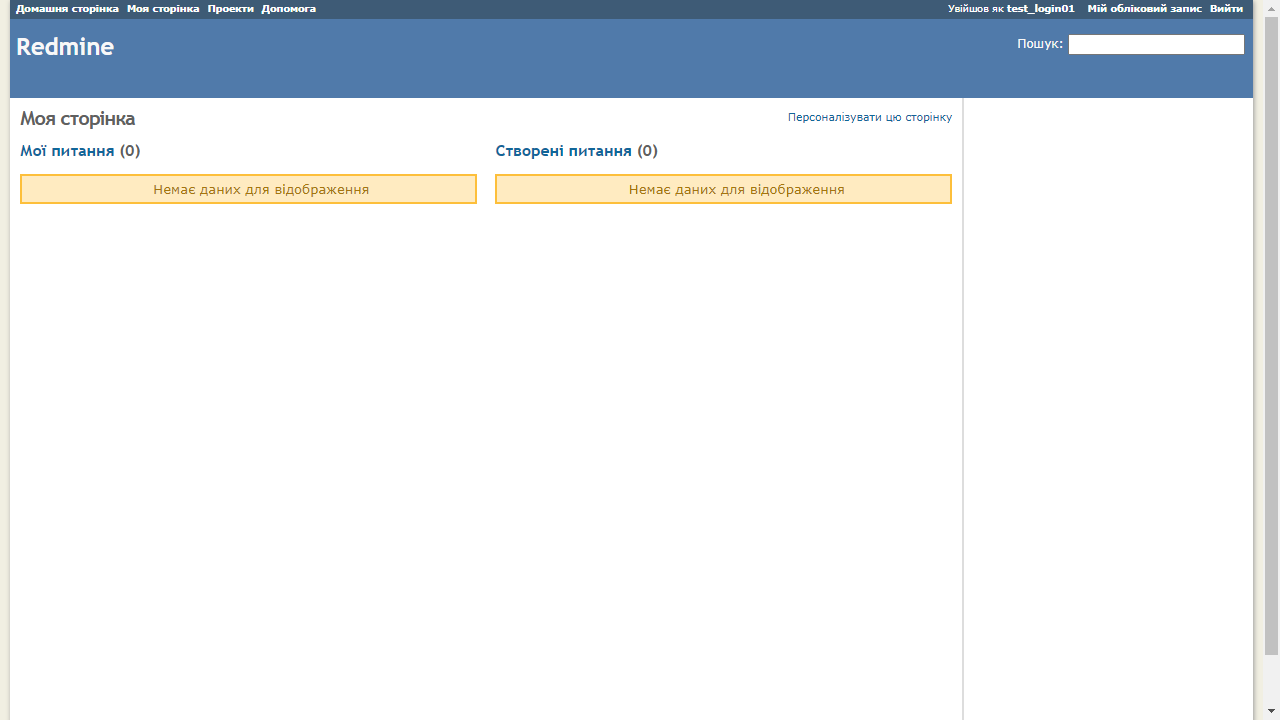 Домашня сторінка Моя сторінка Проекти Допомога Увійшов як test_login01 Мій обліковий запис Вийти
Redmine Пошук:
Моя сторінка Персоналізувати цю сторінку
Мої питання (0) Створені питання (0)
Немає даних для відображення Немає даних для відображення